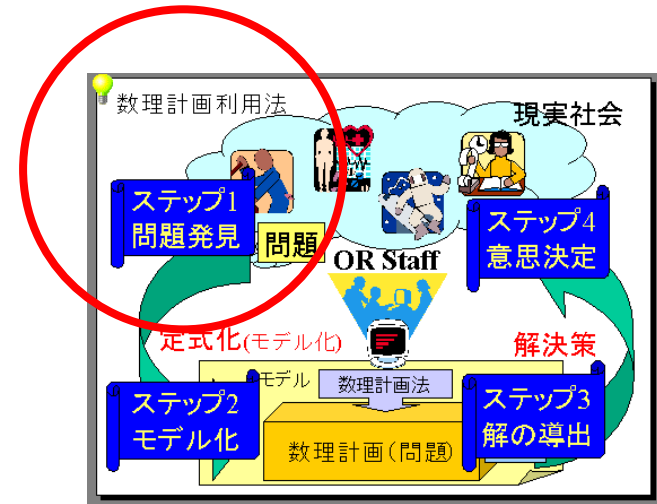 数理計画利用法
現実社会
ステップ1
問題発見
問題
ステップ4
意思決定
OR Staff
定式化(モデル化)
解決策
モデル
数理計画法
ステップ2
モデル化
ステップ3
解の導出
数理計画(問題)